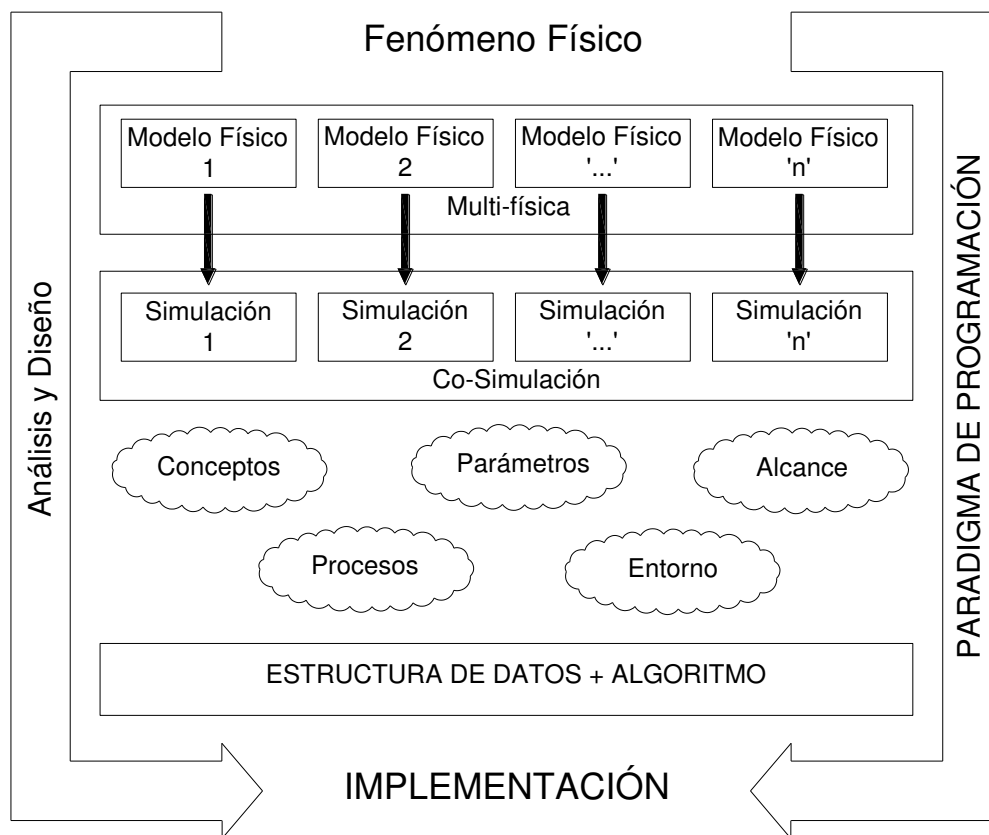 Fenómeno Físico
Modelo Físico
1
Modelo Físico
2
Modelo Físico
'...'
Modelo Físico
'n'
Multi-física
Simulación
1
Simulación
2
Simulación
'...'
Simulación
'n'
Co-Simulación
Conceptos
Parámetros
Alcance
Procesos
Entorno
ESTRUCTURA DE DATOS + ALGORITMO
IMPLEMENTACIÓN
Análisis y Diseño
PARADIGMA DE PROGRAMACIÓN